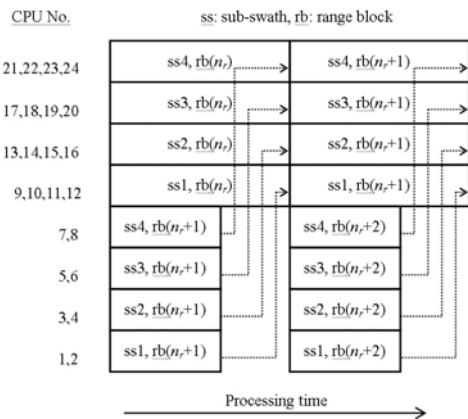 CPU No. ss: sub-swath, rb: range block
21,22,23,24 ss4, rb(nᵣ) ss4, rb(nᵣ+1)
17,18,19,20 ss3, rb(nᵣ) ss3, rb(nᵣ+1)
13,14,15,16 ss2, rb(nᵣ) ss2, rb(nᵣ+1)
9,10,11,12 ss1, rb(nᵣ) ss1, rb(nᵣ+1)
7,8 ss4, rb(nᵣ+1) ss4, rb(nᵣ+2)
5,6 ss3, rb(nᵣ+1) ss3, rb(nᵣ+2)
3,4 ss2, rb(nᵣ+1) ss2, rb(nᵣ+2)
1,2 ss1, rb(nᵣ+1) ss1, rb(nᵣ+2)
Processing time